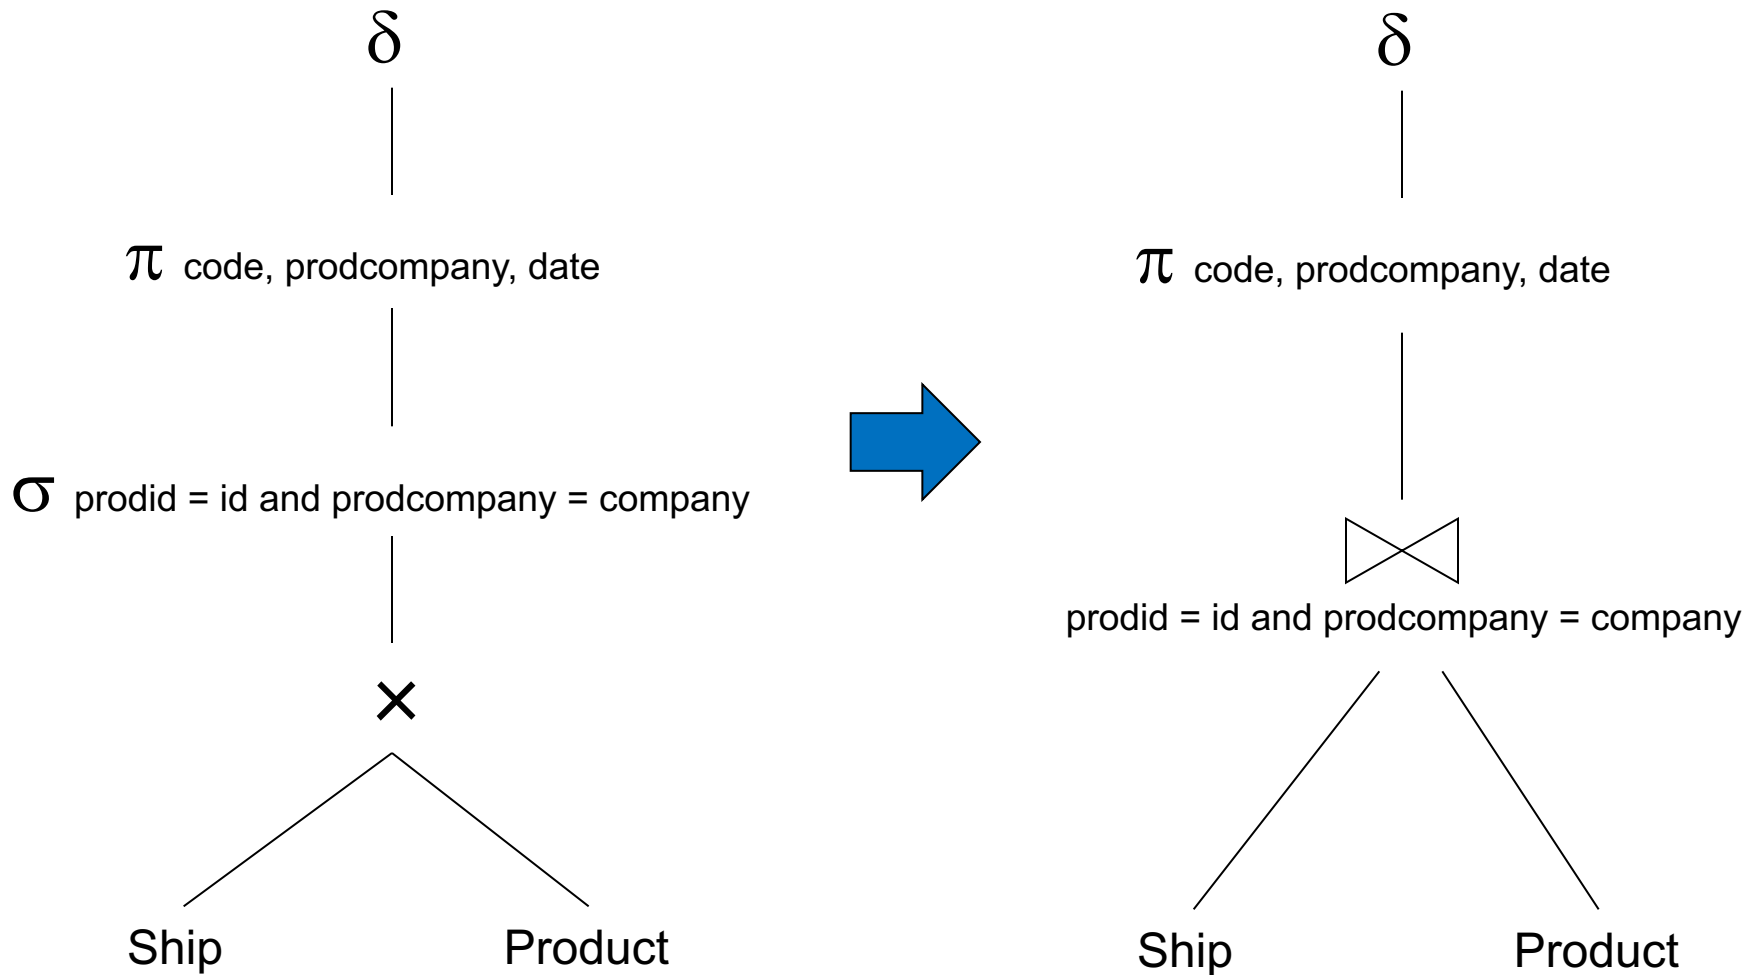 δ
π code, prodcompany, date
σ prodid = id and prodcompany = company
×
Ship
Product
δ
π code, prodcompany, date
⋈
prodid = id and prodcompany = company
Ship
Product